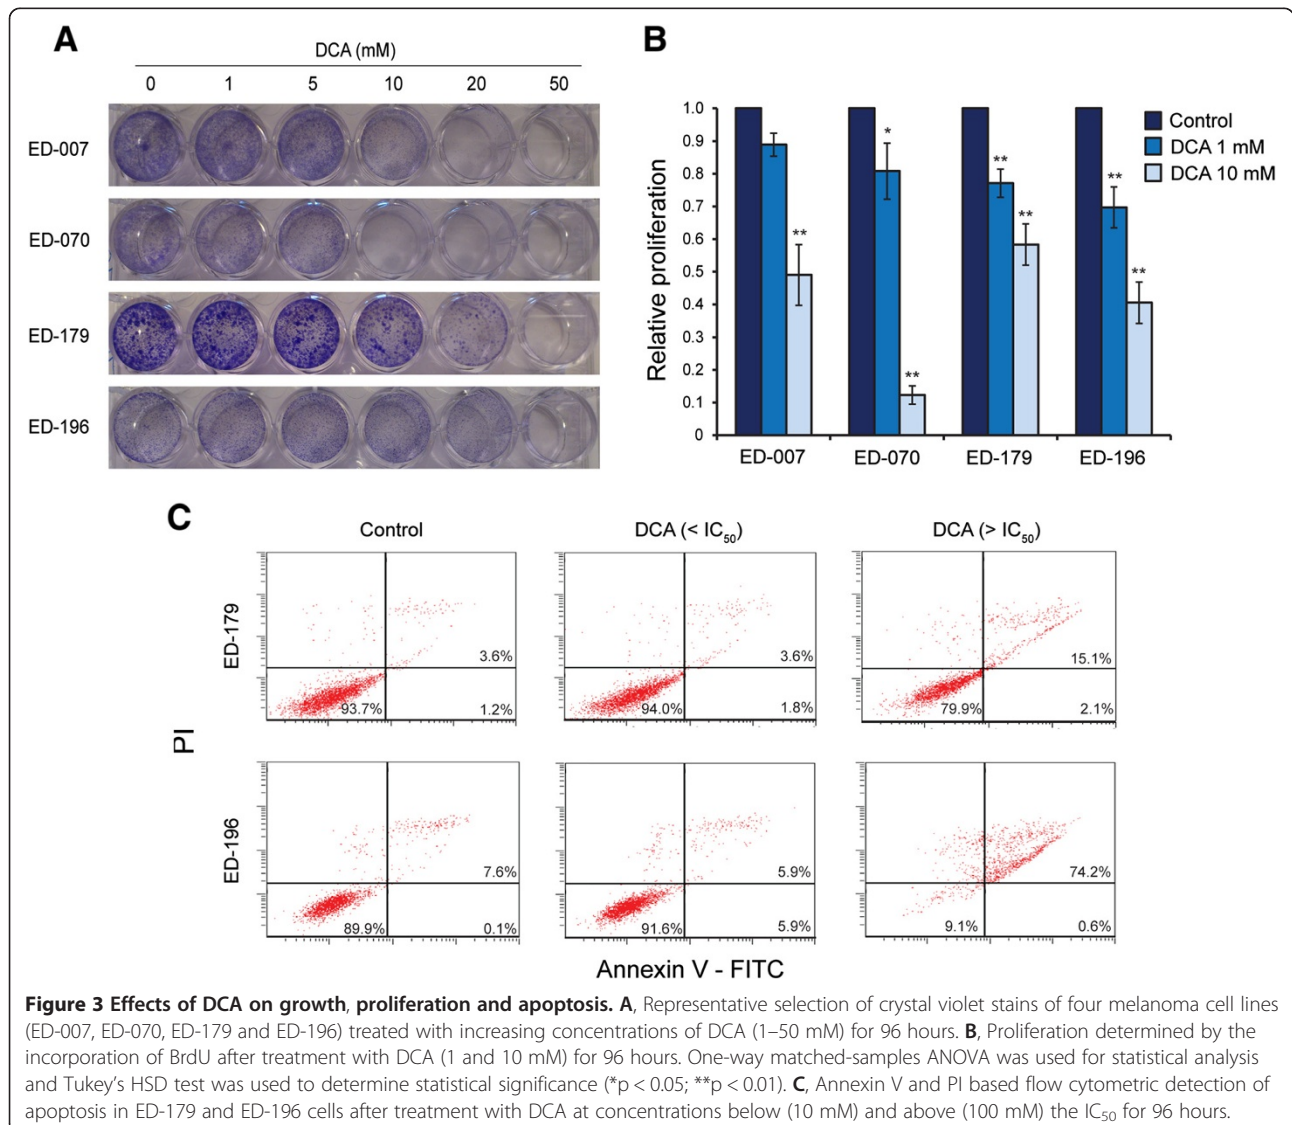 A
DCA (mM)
0 1 5 10 20 50
ED-007
ED-070
ED-179
ED-196
B
Relative proliferation
1.0
0.9
0.8
0.7
0.6
0.5
0.4
0.3
0.2
0.1
0
Control
DCA 1 mM
DCA 10 mM
**
*
**
**
**
**
**
ED-007 ED-070 ED-179 ED-196
C
Control DCA (< IC50) DCA (> IC50)
ED-179
3.6%
93.7% 1.2%
3.6%
94.0% 1.8%
15.1%
79.9% 2.1%
PI
ED-196
7.6%
89.9% 0.1%
5.9%
91.6% 5.9%
74.2%
9.1% 0.6%
Annexin V - FITC
Figure 3 Effects of DCA on growth, proliferation and apoptosis. A, Representative selection of crystal violet stains of four melanoma cell lines
(ED-007, ED-070, ED-179 and ED-196) treated with increasing concentrations of DCA (1–50 mM) for 96 hours. B, Proliferation determined by the
incorporation of BrdU after treatment with DCA (1 and 10 mM) for 96 hours. One-way matched-samples ANOVA was used for statistical analysis
and Tukey's HSD test was used to determine statistical significance (*p < 0.05; **p < 0.01). C, Annexin V and PI based flow cytometric detection of
apoptosis in ED-179 and ED-196 cells after treatment with DCA at concentrations below (10 mM) and above (100 mM) the IC50 for 96 hours.